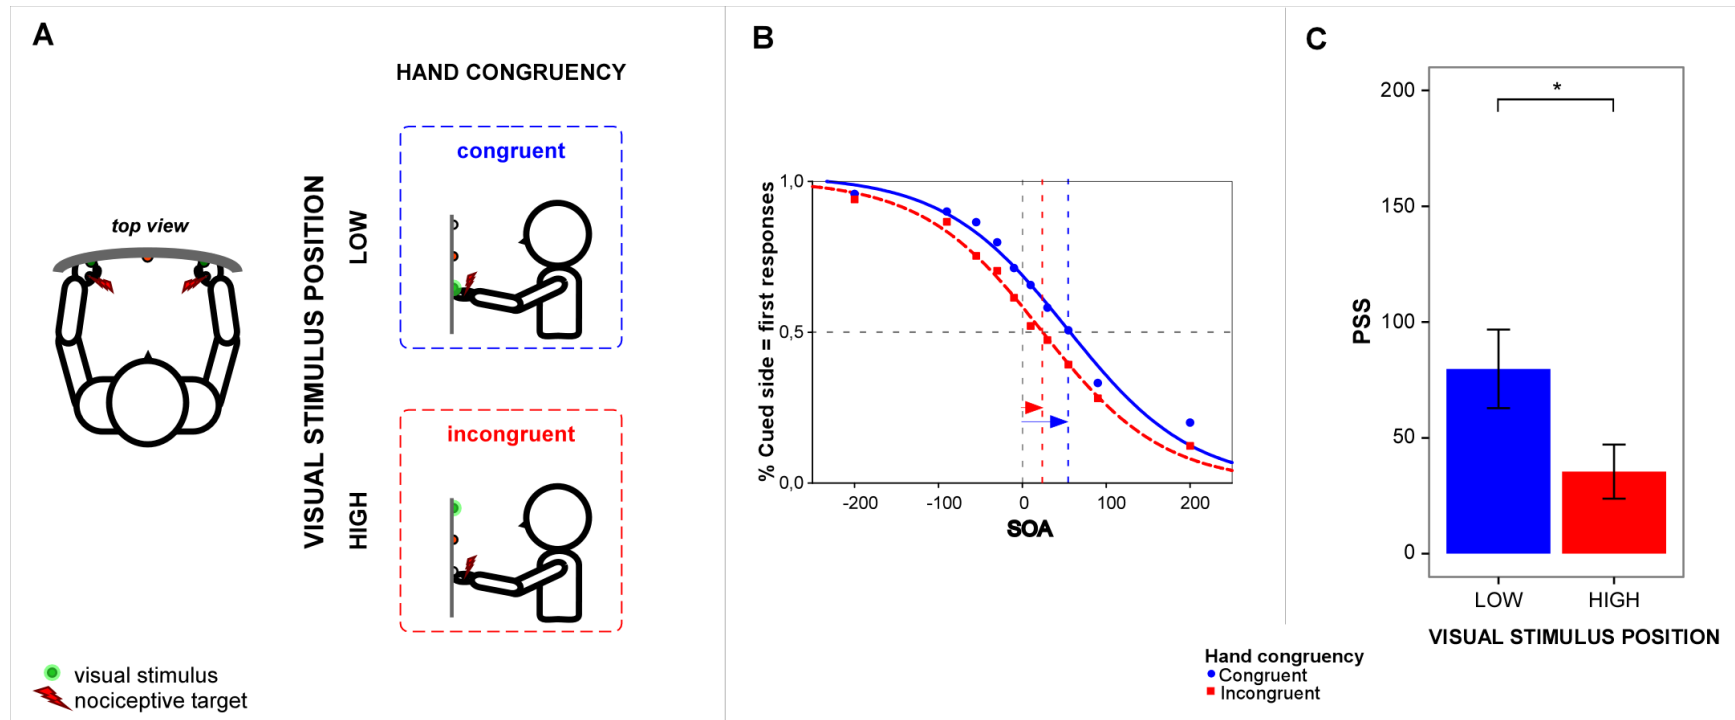 A
HAND CONGRUENCY
VISUAL STIMULUS POSITION
LOW
HIGH
top view
congruent
incongruent
visual stimulus
nociceptive target
B
% Cued side = first responses
1,0
0,5
0,0
-200
-100
0
100
200
SOA
C
PSS
200
150
100
50
0
*
LOW
HIGH
VISUAL STIMULUS POSITION
Hand congruency
Congruent
Incongruent